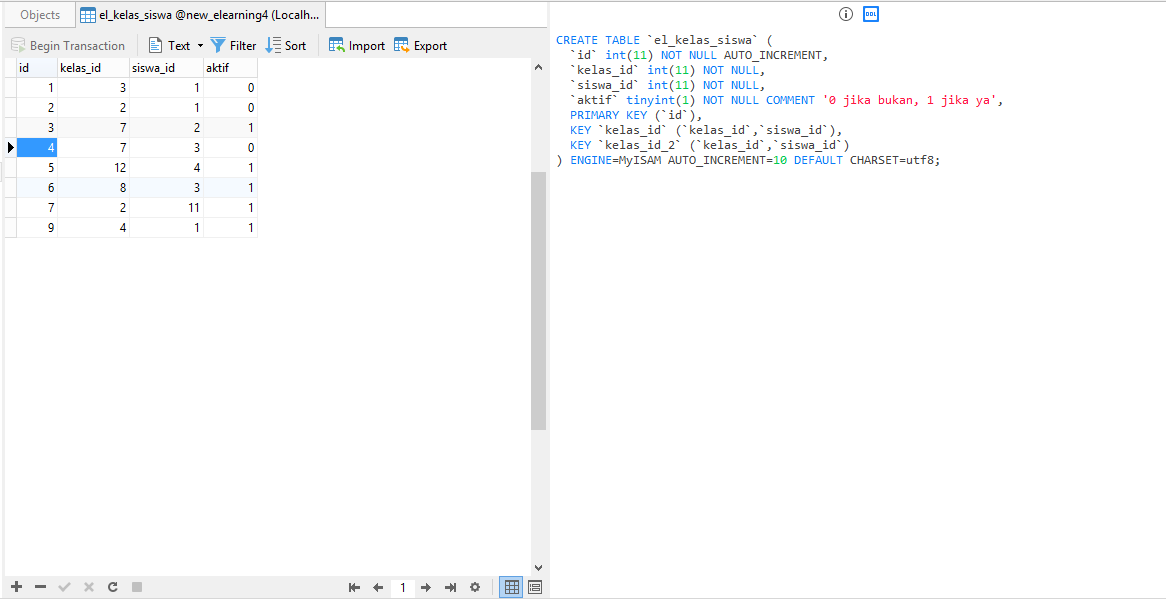 Objects
el_kelas_siswa @new_elearning4 (Localh...
Begin Transaction
Text
Filter
Sort
Import
Export
id kelas_id siswa_id aktif
1 3 1 0
2 2 1 0
3 7 2 1
4 7 3 0
5 12 4 1
6 8 3 1
7 2 11 1
9 4 1 1
1
DDL
CREATE TABLE `el_kelas_siswa` (
`id` int(11) NOT NULL AUTO_INCREMENT,
`kelas_id` int(11) NOT NULL,
`siswa_id` int(11) NOT NULL,
`aktif` tinyint(1) NOT NULL COMMENT '0 jika bukan, 1 jika ya',
PRIMARY KEY (`id`),
KEY `kelas_id` (`kelas_id`,`siswa_id`),
KEY `kelas_id_2` (`kelas_id`,`siswa_id`)
) ENGINE=MyISAM AUTO_INCREMENT=10 DEFAULT CHARSET=utf8;